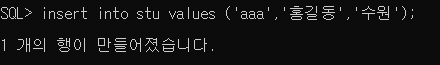 SQL> insert into stu values ('aaa','홍길동','수원');
1 개의 행이 만들어졌습니다.